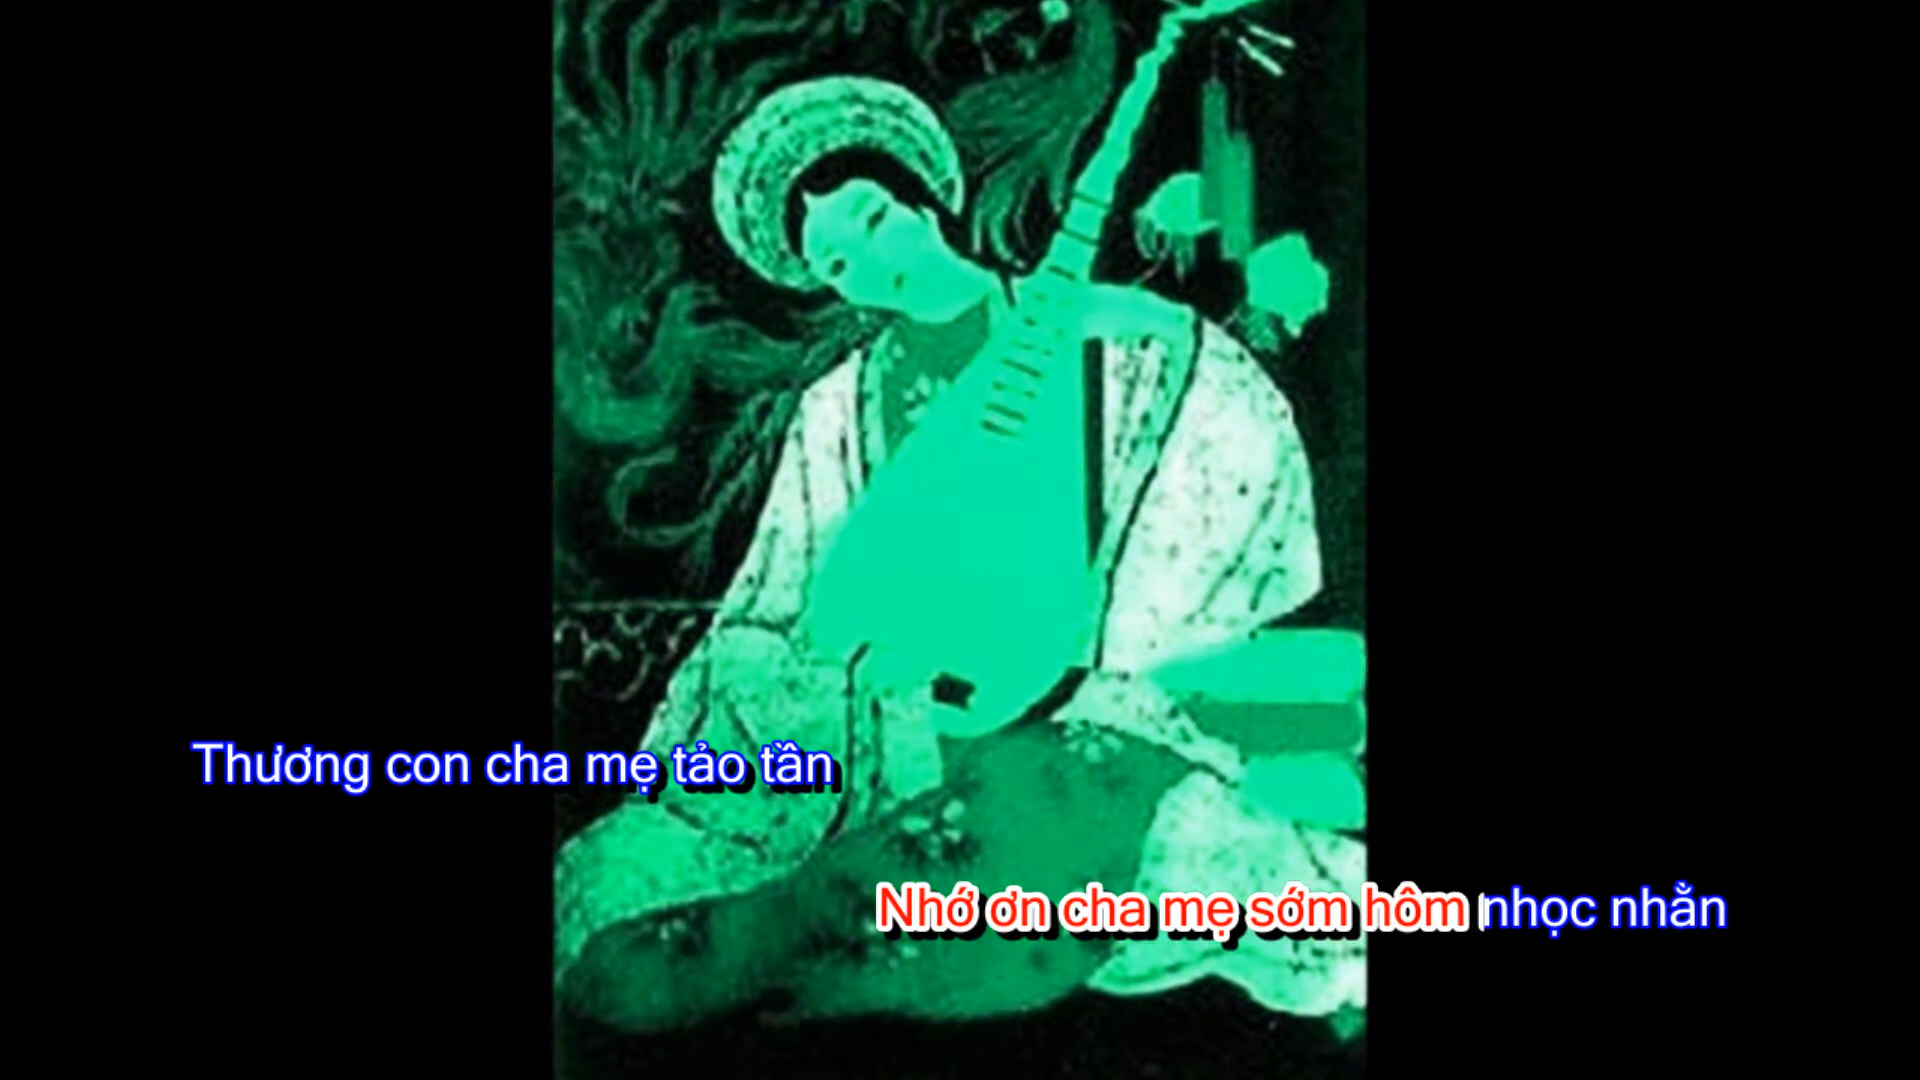 Thương con cha mẹ tảo tần
Nhớ ơn cha mẹ sớm hôm nhọc nhằn